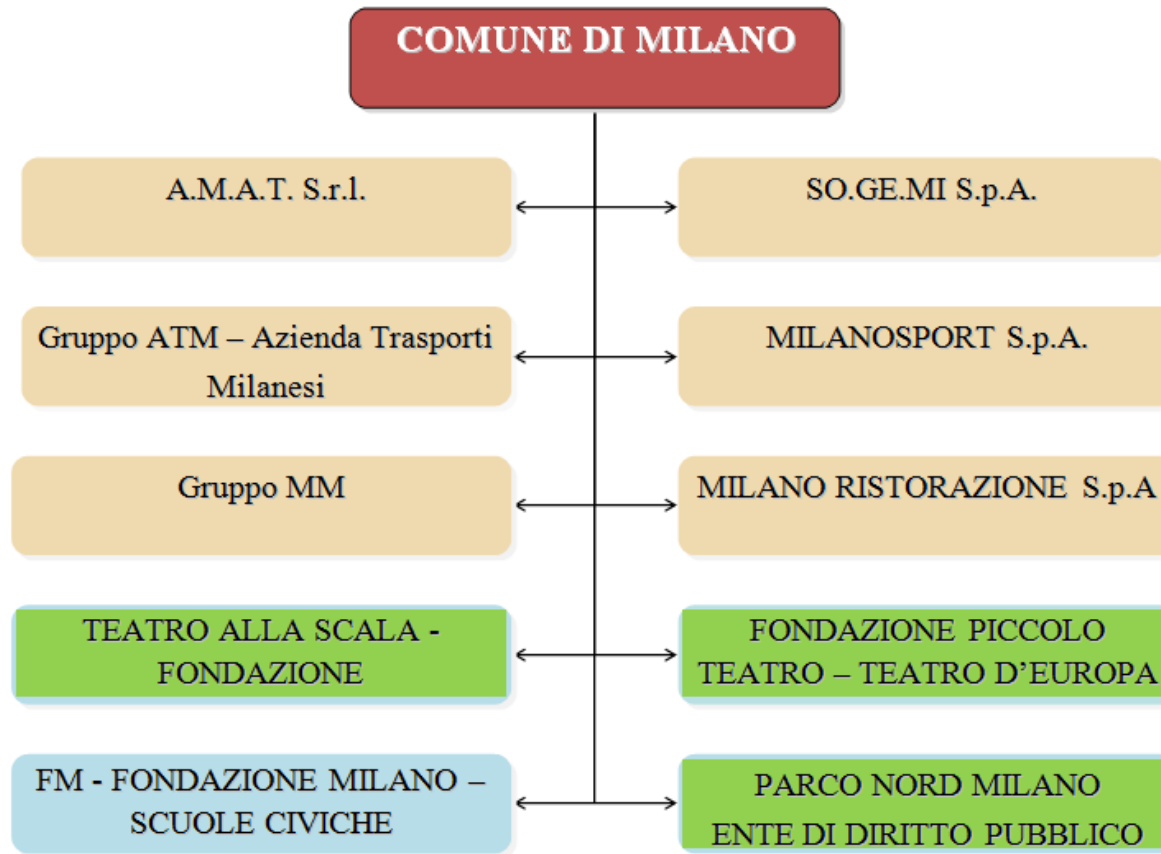 COMUNE DI MILANO
A.M.A.T. S.r.l.
SO.GE.MI S.p.A.
Gruppo ATM – Azienda Trasporti
Milanesi
MILANOSPORT S.p.A.
Gruppo MM
MILANO RISTORAZIONE S.p.A
TEATRO ALLA SCALA -
FONDAZIONE
FONDAZIONE PICCOLO
TEATRO – TEATRO D’EUROPA
FM - FONDAZIONE MILANO –
SCUOLE CIVICHE
PARCO NORD MILANO
ENTE DI DIRITTO PUBBLICO